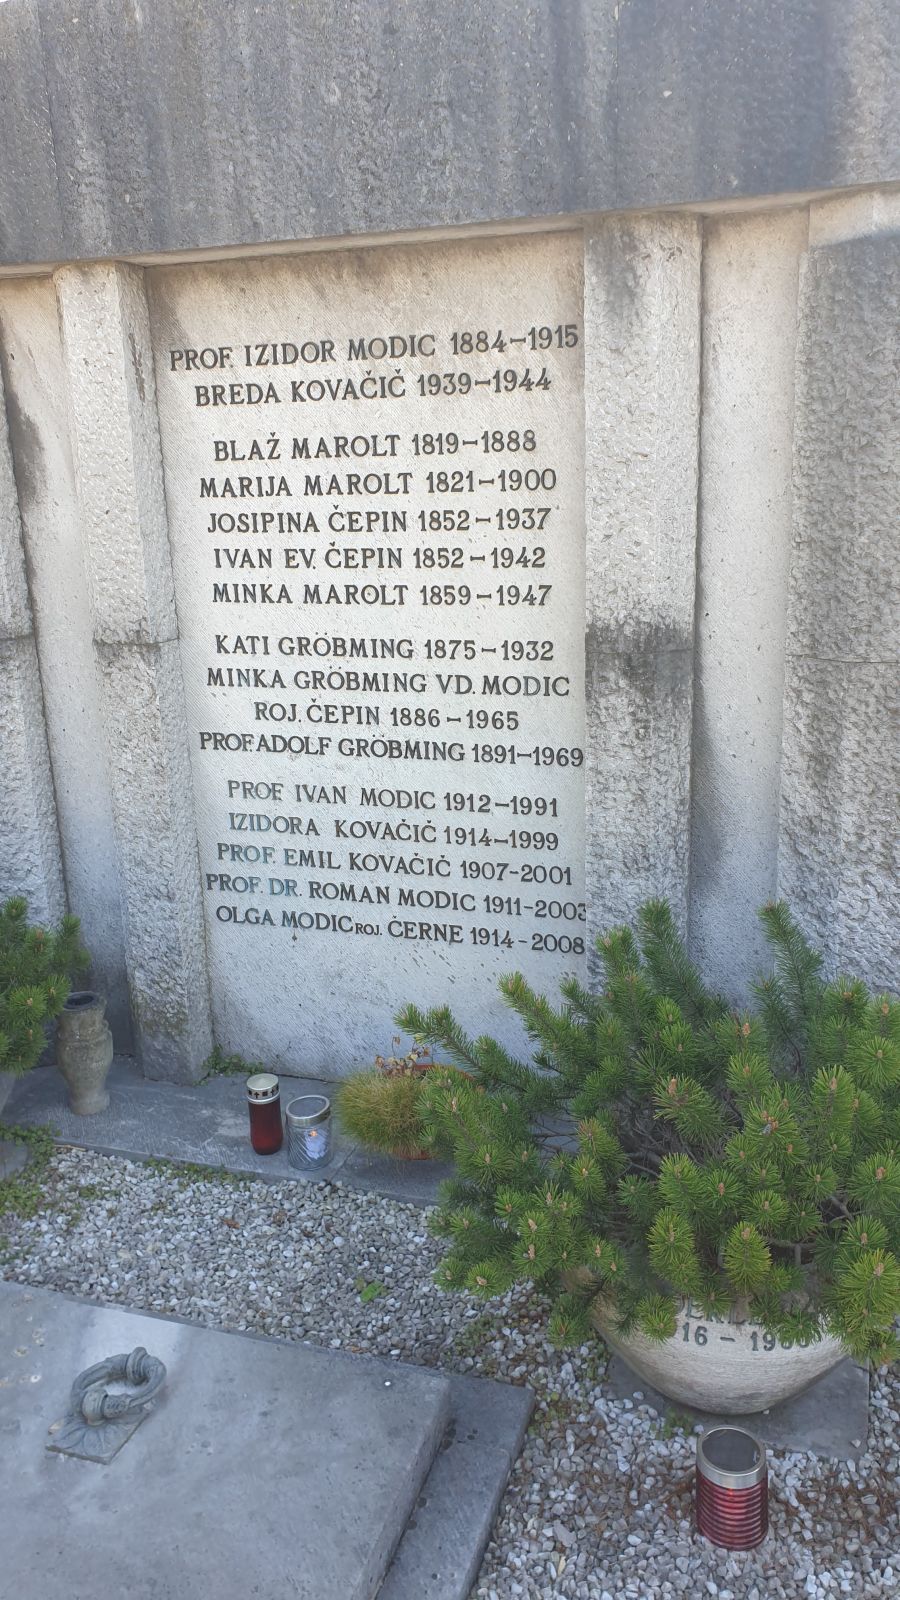 PROF. IZIDOR MODIC 1884–1915
BREDA KOVAČIČ 1939–1944
BLAŽ MAROLT 1819–1888
MARIJA MAROLT 1821–1900
JOSIPINA ČEPIN 1852–1937
IVAN EV. ČEPIN 1852–1942
MINKA MAROLT 1859–1947
KATI GRÖBMING 1875–1932
MINKA GRÖBMING VD. MODIC
ROJ. ČEPIN 1886–1965
PROF. ADOLF GRÖBMING 1891–1969
PROF IVAN MODIC 1912–1991
IZIDORA KOVAČIČ 1914–1999
PROF. EMIL KOVAČIČ 1907-2001
PROF. DR. ROMAN MODIC 1911-2003
OLGA MODIC ROJ. ČERNE 1914-2008